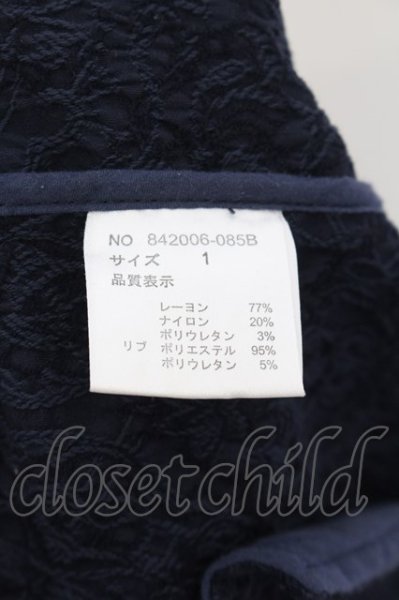 NO 842006-085B
サイズ 1
品質表示
レーヨン 77%
ナイロン 20%
ポリウレタン 3%
リブ ポリエステル 95%
ポリウレタン 5%
closetchild